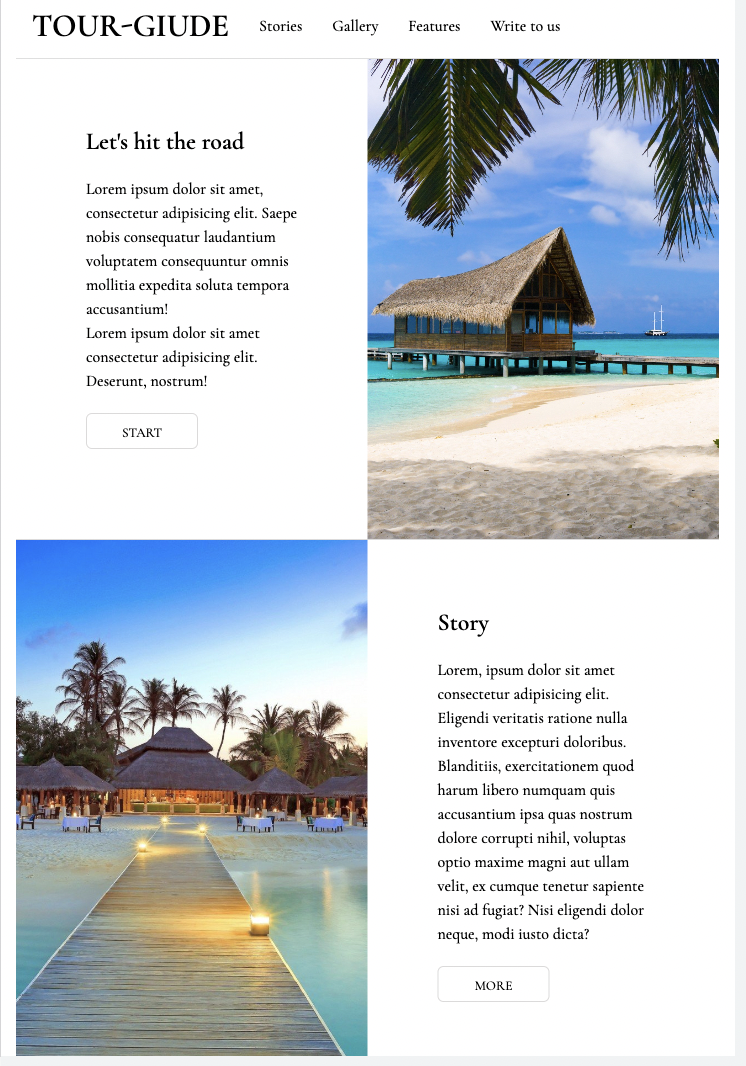 TOUR-GIUDE Stories Gallery Features Write to us
Let's hit the road
Lorem ipsum dolor sit amet,
consectetur adipisicing elit. Saepe
nobis consequatur laudantium
voluptatem consequuntur omnis
mollitia expedita soluta tempora
accusantium!
Lorem ipsum dolor sit amet
consectetur adipisicing elit.
Deserunt, nostrum!
START
Story
Lorem, ipsum dolor sit amet
consectetur adipisicing elit.
Eligendi veritatis ratione nulla
inventore excepturi doloribus.
Blanditiis, exercitationem quod
harum libero numquam quis
accusantium ipsa quas nostrum
dolore corrupti nihil, voluptas
optio maxime magni aut ullam
velit, ex cumque tenetur sapiente
nisi ad fugiat? Nisi eligendi dolor
neque, modi iusto dicta?
MORE